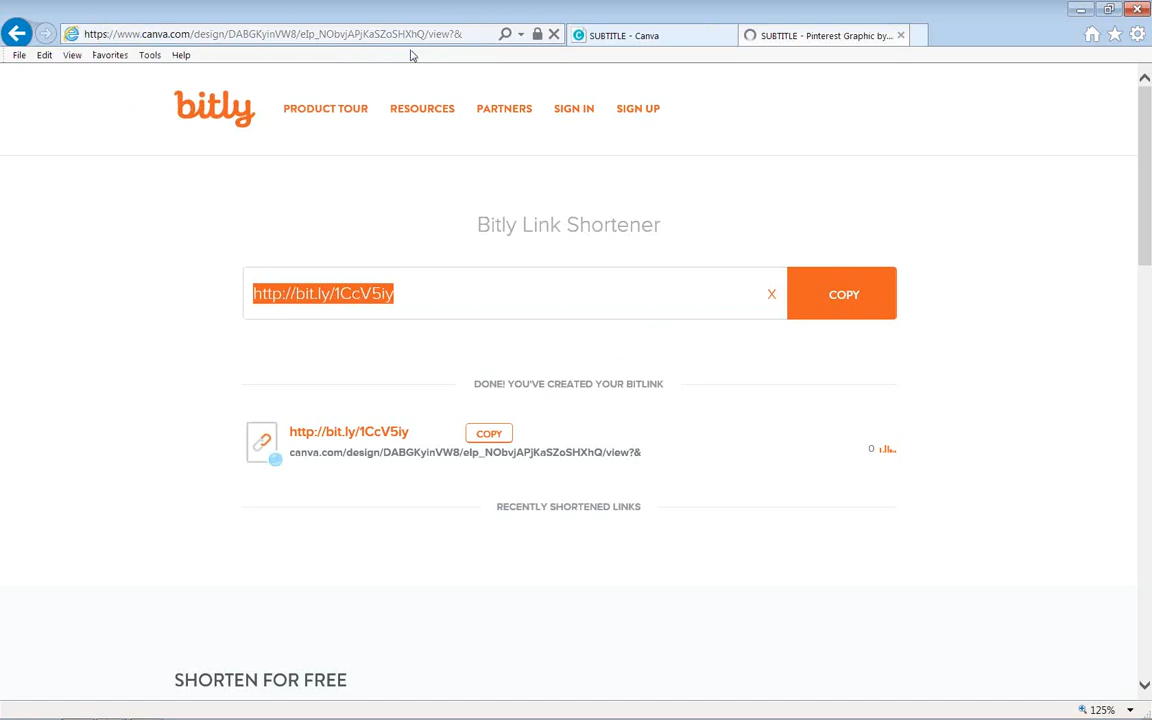 https://www.canva.com/design/DABGKyinVW8/eIp_NObvjAPjKaSZoSHXhQ/view?&
SUBTITLE - Canva
SUBTITLE - Pinterest Graphic by...
File Edit View Favorites Tools Help
bitly
PRODUCT TOUR RESOURCES PARTNERS SIGN IN SIGN UP
Bitly Link Shortener
http://bit.ly/1CcV5iy X COPY
DONE! YOU'VE CREATED YOUR BITLINK
http://bit.ly/1CcV5iy COPY
canva.com/design/DABGKyinVW8/eIp_NObvjAPjKaSZoSHXhQ/view?&
0
RECENTLY SHORTENED LINKS
SHORTEN FOR FREE
125%